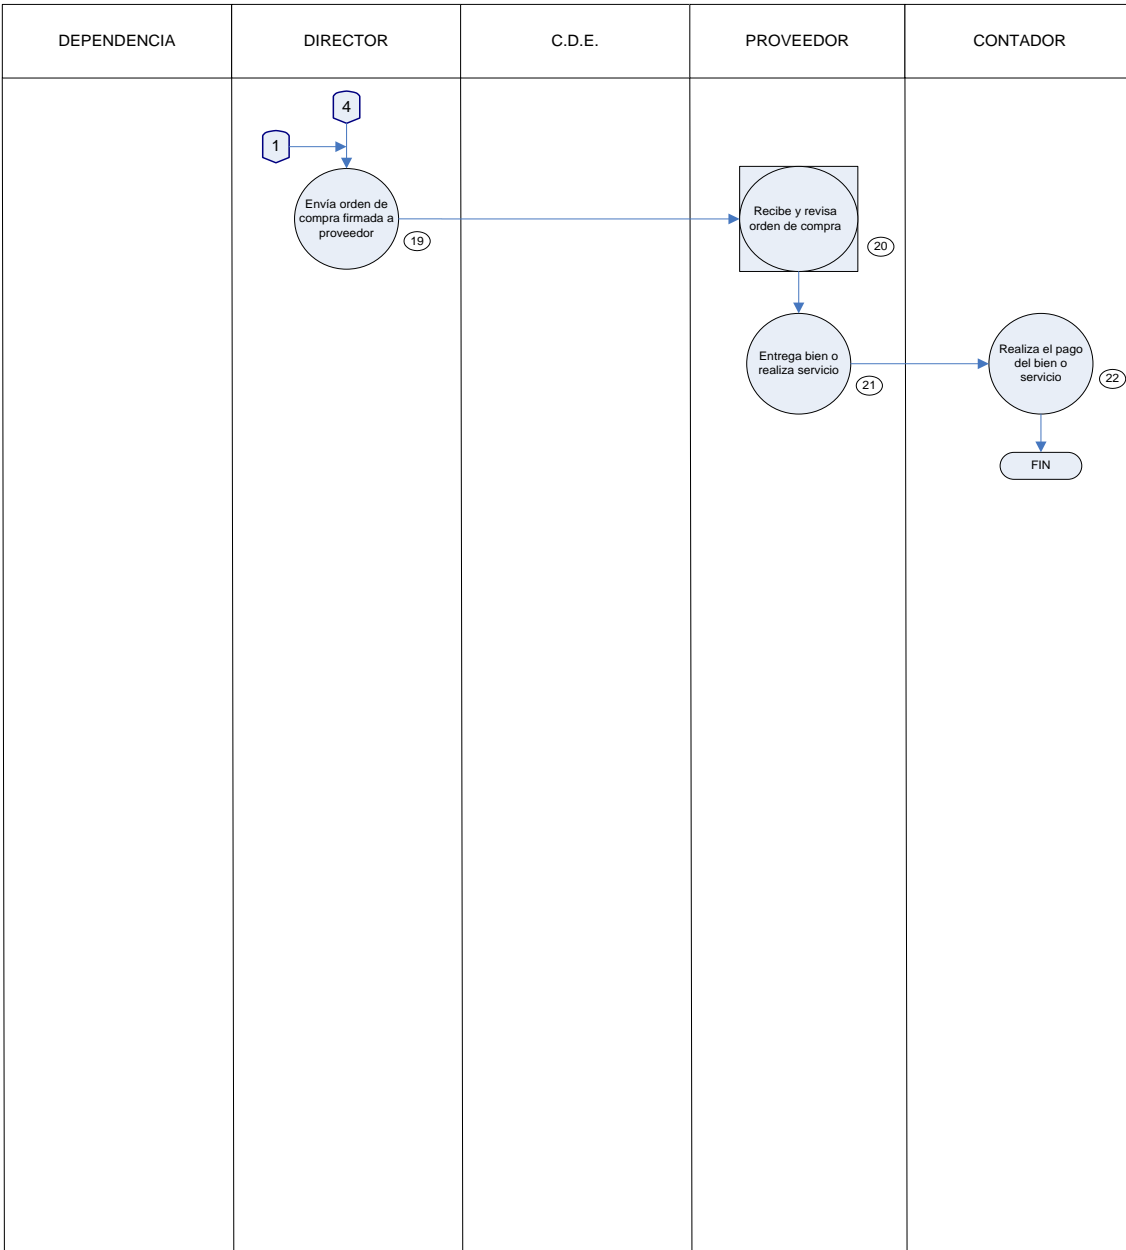 DEPENDENCIA
DIRECTOR
C.D.E.
PROVEEDOR
CONTADOR
4
1
Envía orden de
compra firmada a
proveedor
19
Recibe y revisa
orden de compra
20
Entrega bien o
realiza servicio
21
Realiza el pago
del bien o
servicio
22
FIN